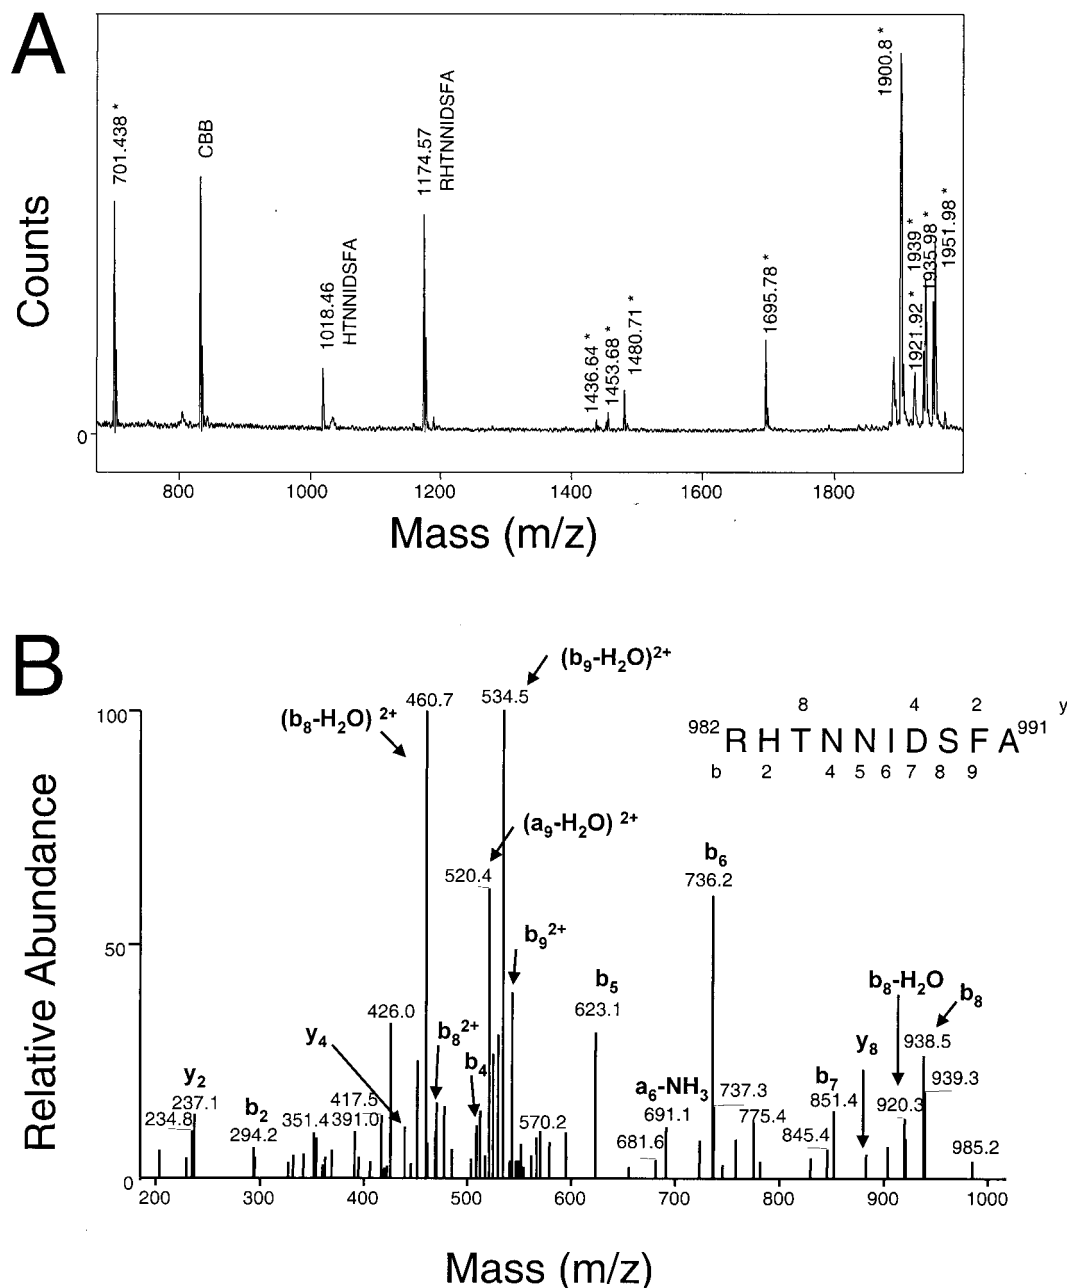 A
Counts
0
701.438 *
CBB
1018.46
HTNNIDSFA
1174.57
RHTNNIDSFA
1436.64 *
1453.68 *
1480.71 *
1695.78 *
1900.8 *
1921.92 *
1939 *
1935.98 *
1951.98 *
800 1000 1200 1400 1600 1800
Mass (m/z)
B
Relative Abundance
100
50
0
(b₉-H₂O)²⁺
460.7 534.5
(b₈-H₂O) ²⁺
8 4 2 y
⁹⁸²RHTNNIDSFA⁹⁹¹
b 2 4 5 6 7 8 9
(a₉-H₂O) ²⁺
520.4
b₆
736.2
b₉²⁺
b₅
623.1
b₈-H₂O
b₈
938.5
426.0
y₄
b₈²⁺
b₄
y₈
y₂
237.1
234.8
b₂
294.2
351.4
417.5
391.0
570.2
a₆-NH₃
691.1
681.6
737.3
775.4
b₇
851.4
845.4
920.3
939.3
985.2
200 300 400 500 600 700 800 900 1000
Mass (m/z)